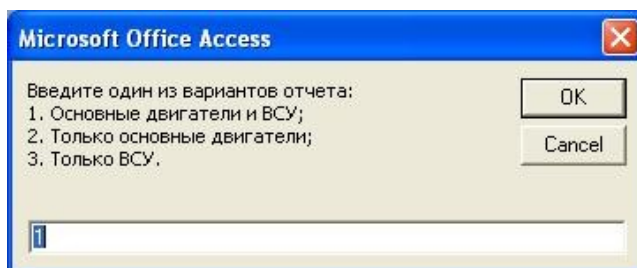 Microsoft Office Access
Введите один из вариантов отчета:
1. Основные двигатели и ВСУ;
2. Только основные двигатели;
3. Только ВСУ.
OK
Cancel
1